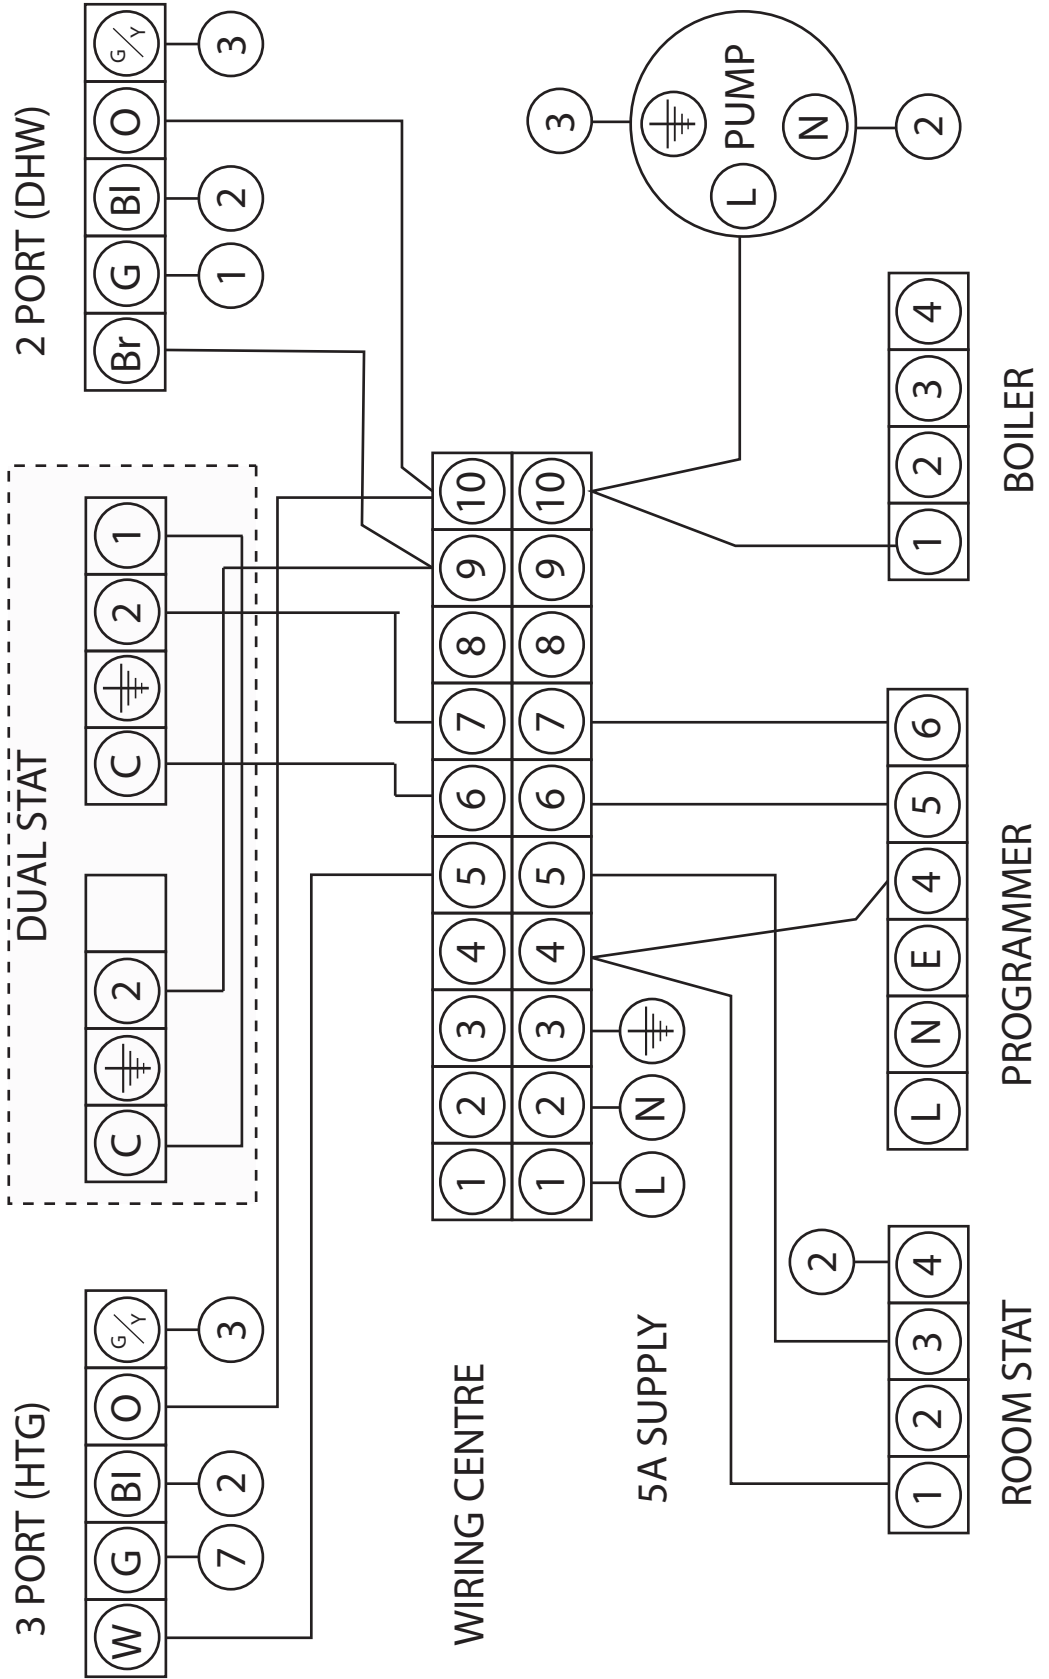 3 PORT (HTG)
W G Bl O G/Y
7 2 3
DUAL STAT
C 2
C 2 1
2 PORT (DHW)
Br G Bl O G/Y
1 2 3
WIRING CENTRE
1 2 3 4 5 6 7 8 9 10
1 2 3 4 5 6 7 8 9 10
5A SUPPLY
L N
3
L
PUMP
N
2
2
1 2 3 4
ROOM STAT
L N E 4 5 6
PROGRAMMER
1 2 3 4
BOILER